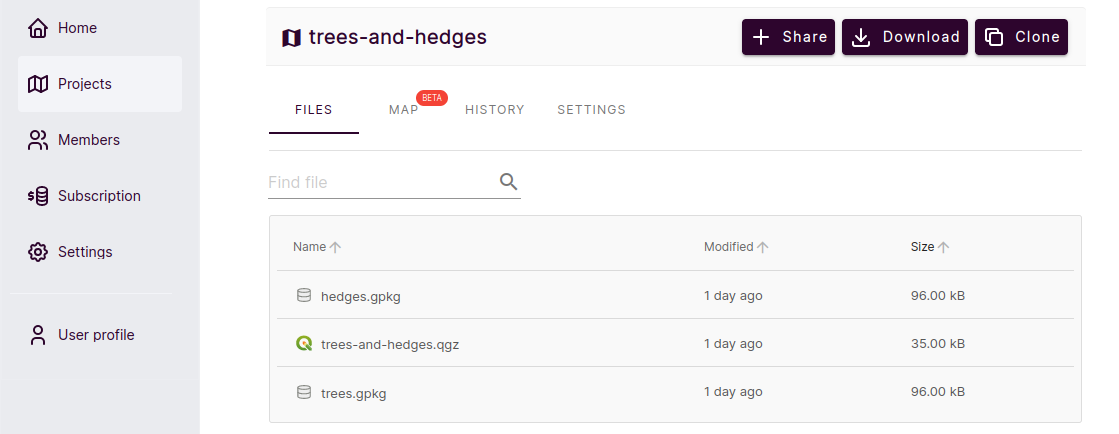 Home
Projects
Members
Subscription
Settings
User profile
trees-and-hedges
Share Download Clone
FILES MAP BETA HISTORY SETTINGS
Find file
Name Modified Size
hedges.gpkg 1 day ago 96.00 kB
trees-and-hedges.qgz 1 day ago 35.00 kB
trees.gpkg 1 day ago 96.00 kB